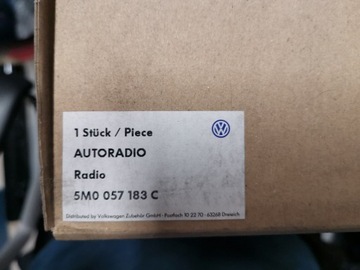 1 Stück / Piece
AUTORADIO
Radio
5M0 057 183 C
Distributed by Volkswagen Zubehör GmbH · Postfach 10 22 70 · 63268 Dreieich